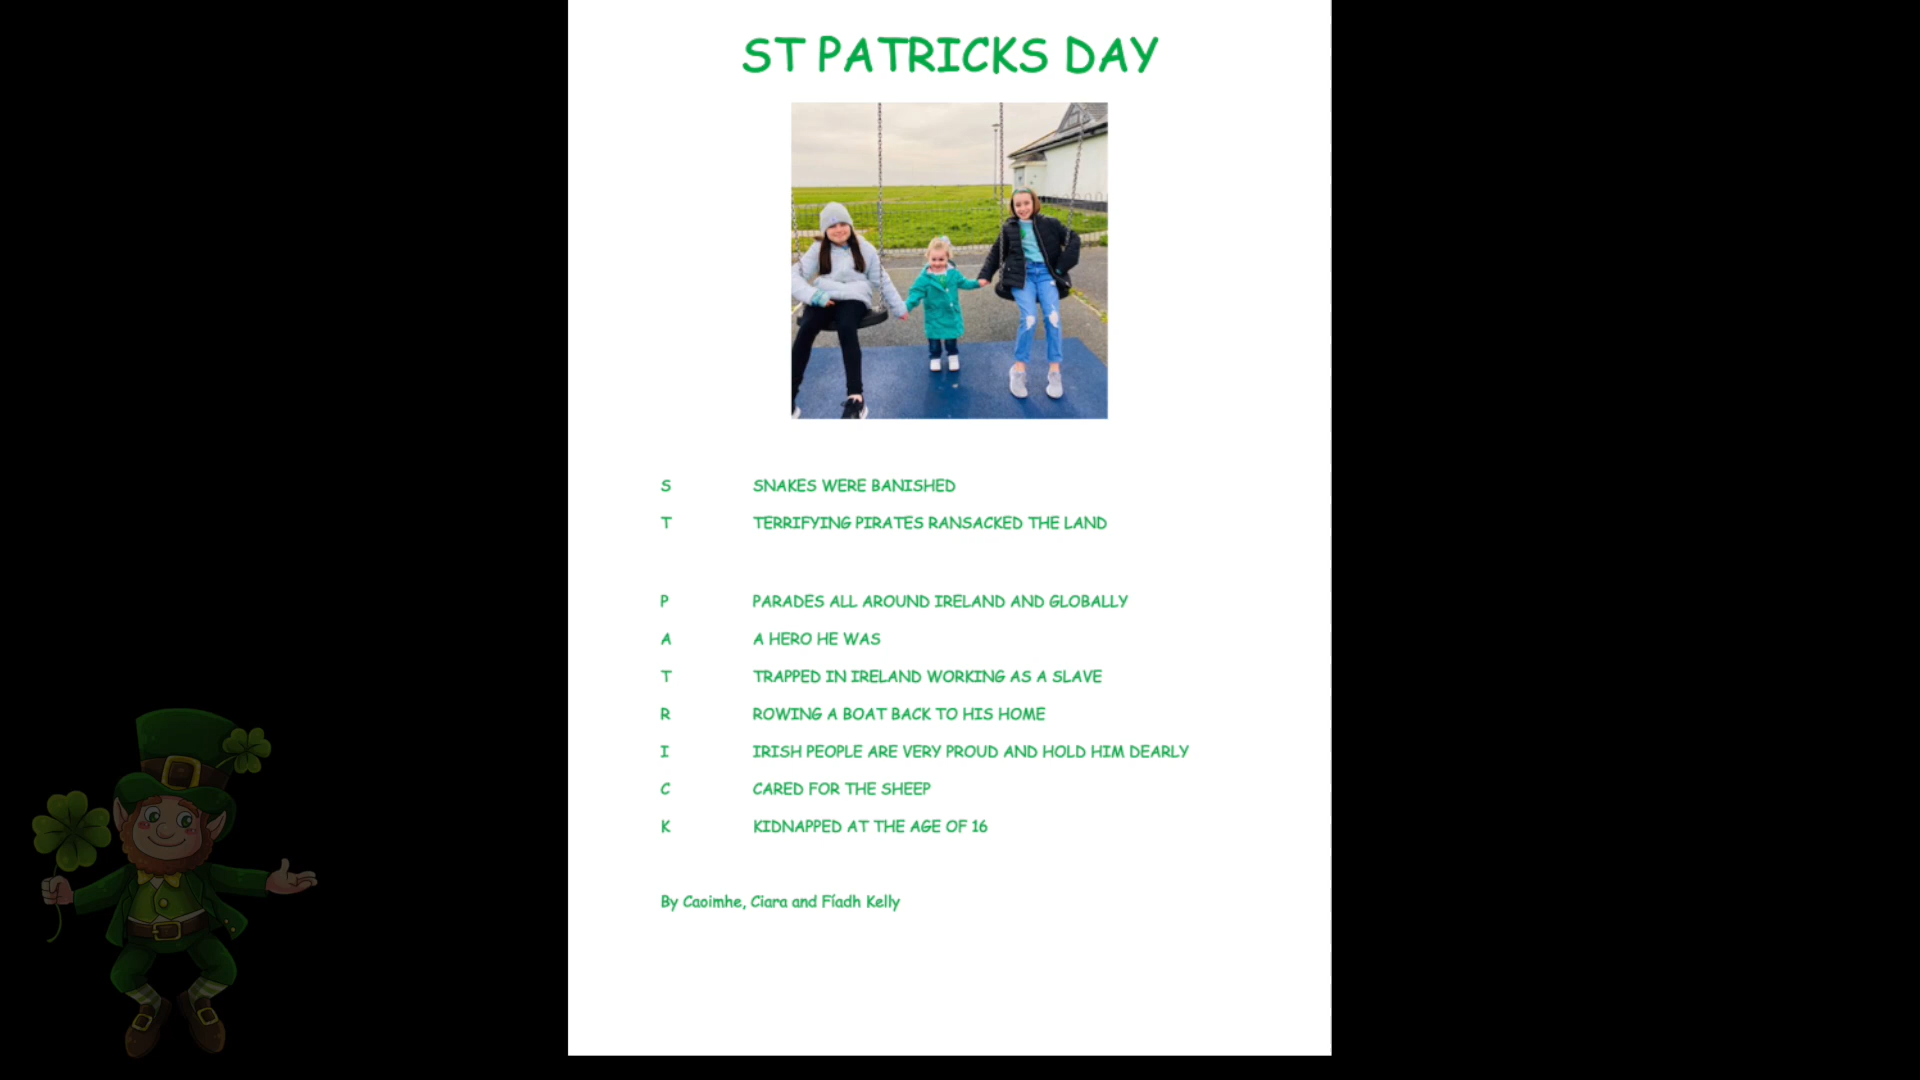 ST PATRICKS DAY
S SNAKES WERE BANISHED
T TERRIFYING PIRATES RANSACKED THE LAND
P PARADES ALL AROUND IRELAND AND GLOBALLY
A A HERO HE WAS
T TRAPPED IN IRELAND WORKING AS A SLAVE
R ROWING A BOAT BACK TO HIS HOME
I IRISH PEOPLE ARE VERY PROUD AND HOLD HIM DEARLY
C CARED FOR THE SHEEP
K KIDNAPPED AT THE AGE OF 16
By Caoimhe, Ciara and Fíadh Kelly